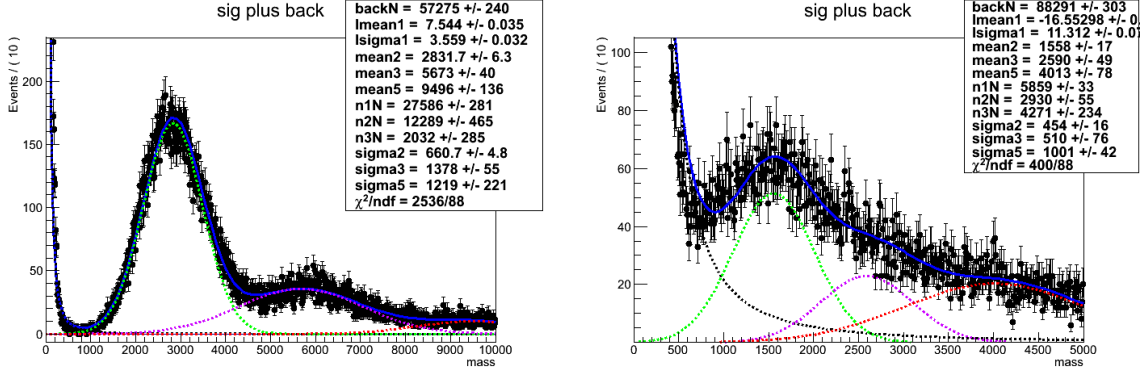 sig plus back
backN = 57275 +/- 240
lmean1 = 7.544 +/- 0.035
lsigma1 = 3.559 +/- 0.032
mean2 = 2831.7 +/- 6.3
mean3 = 5673 +/- 40
mean5 = 9496 +/- 136
n1N = 27586 +/- 281
n2N = 12289 +/- 465
n3N = 2032 +/- 285
sigma2 = 660.7 +/- 4.8
sigma3 = 1378 +/- 55
sigma5 = 1219 +/- 221
χ²/ndf = 2536/88
Events / ( 10 )
200
150
100
50
0
0 1000 2000 3000 4000 5000 6000 7000 8000 9000 10000
mass
sig plus back
backN = 88291 +/- 303
lmean1 = -16.55298 +/- 0.
lsigma1 = 11.312 +/- 0.07
mean2 = 1558 +/- 17
mean3 = 2590 +/- 49
mean5 = 4013 +/- 78
n1N = 5859 +/- 33
n2N = 2930 +/- 55
n3N = 4271 +/- 234
sigma2 = 454 +/- 16
sigma3 = 510 +/- 76
sigma5 = 1001 +/- 42
χ²/ndf = 400/88
Events / ( 10 )
100
80
60
40
20
0 500 1000 1500 2000 2500 3000 3500 4000 4500 5000
mass